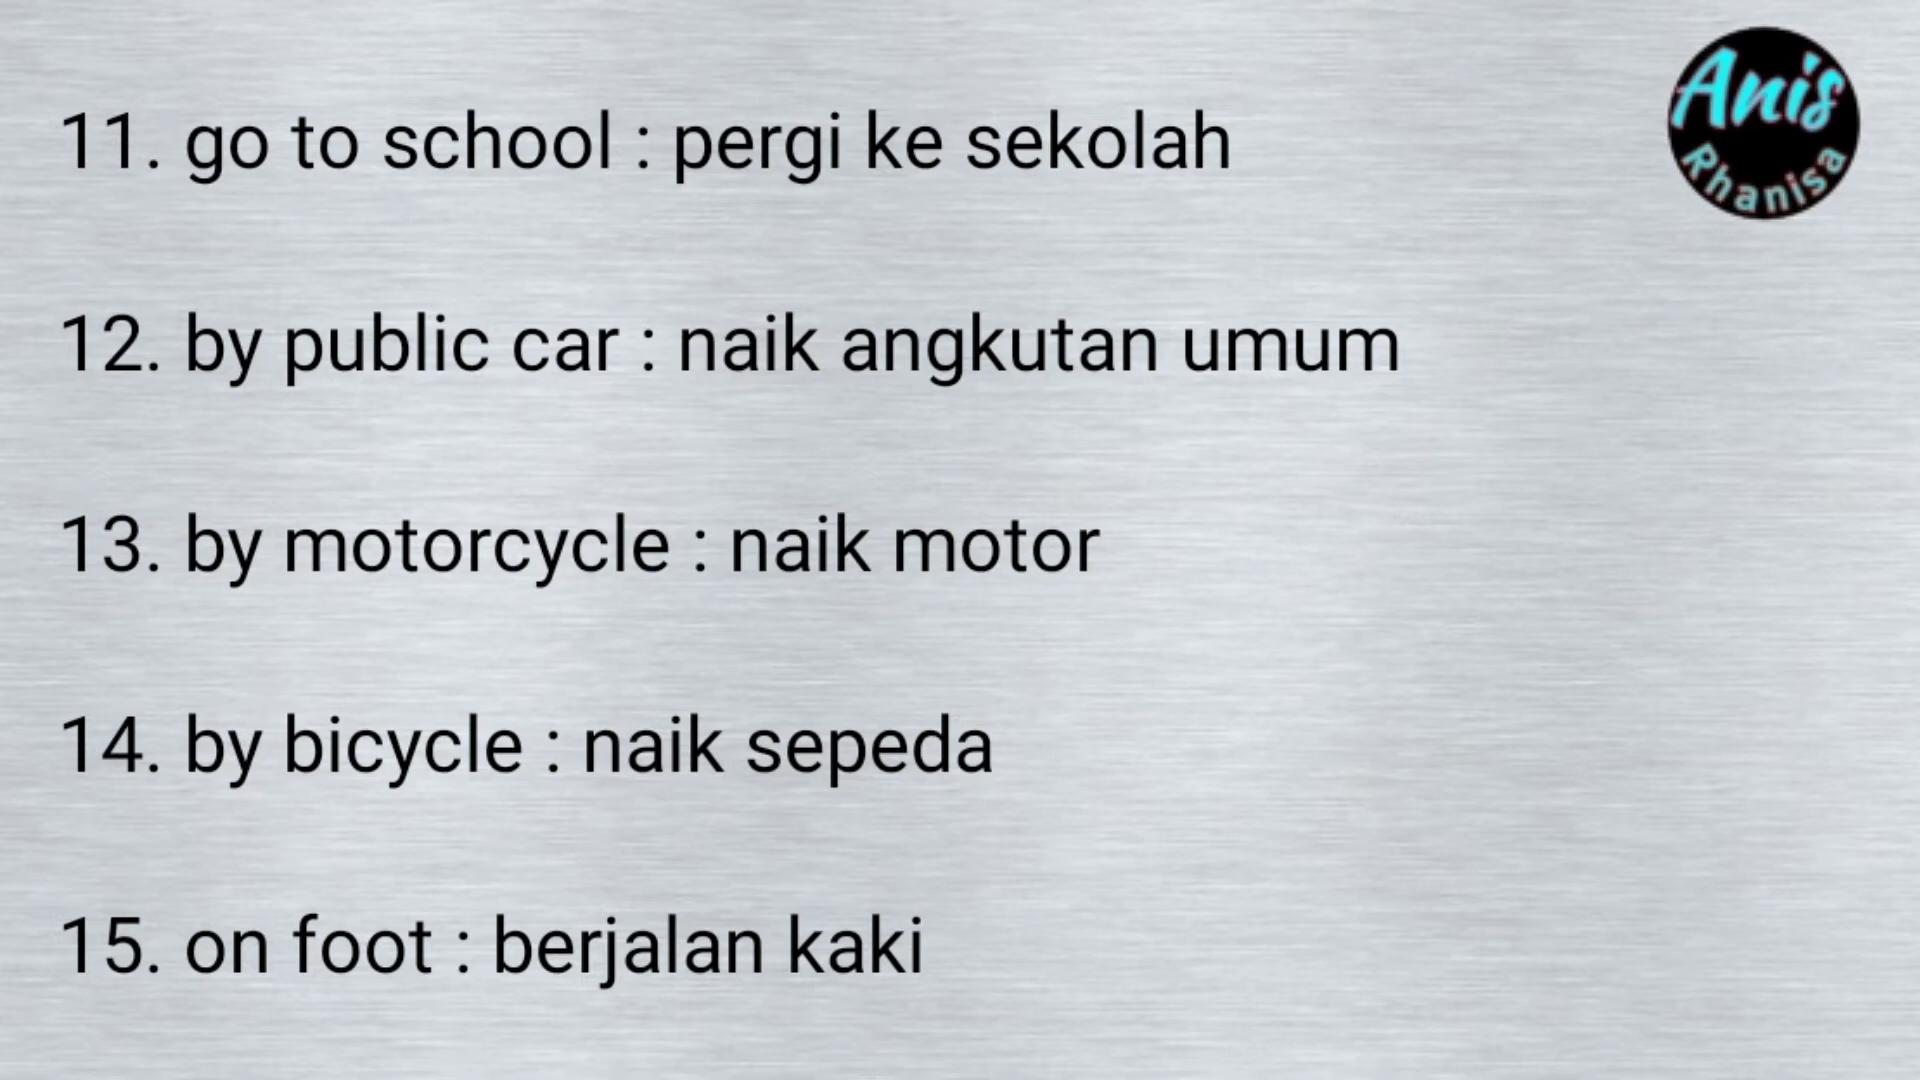 Anis
Rhanisa
11. go to school : pergi ke sekolah
12. by public car : naik angkutan umum
13. by motorcycle : naik motor
14. by bicycle : naik sepeda
15. on foot : berjalan kaki